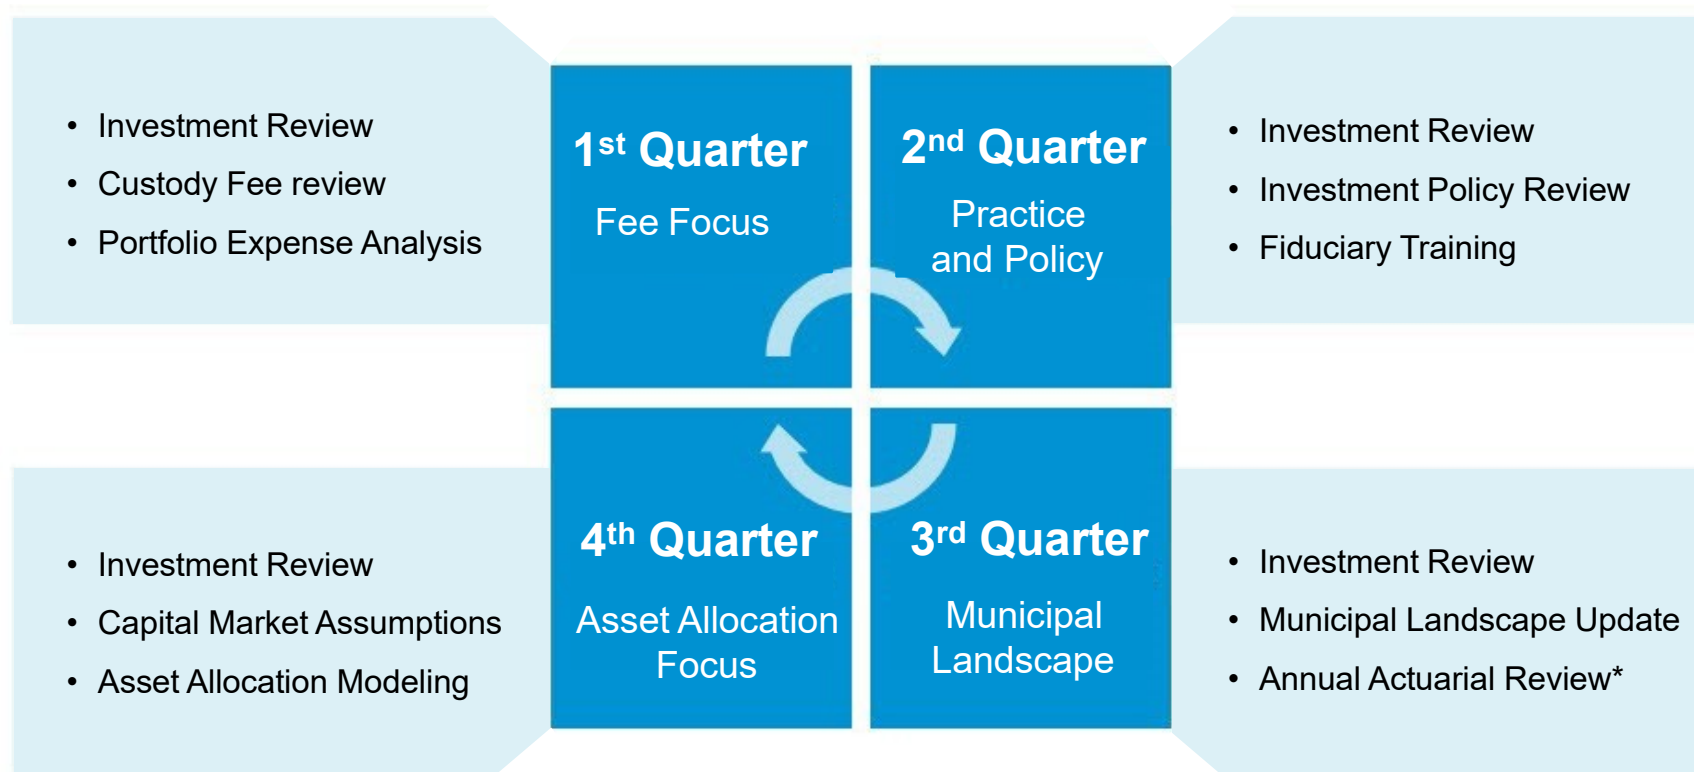 • Investment Review
• Custody Fee review
• Portfolio Expense Analysis
1st Quarter
Fee Focus
2nd Quarter
Practice
and Policy
• Investment Review
• Investment Policy Review
• Fiduciary Training
• Investment Review
• Capital Market Assumptions
• Asset Allocation Modeling
4th Quarter
Asset Allocation
Focus
3rd Quarter
Municipal
Landscape
• Investment Review
• Municipal Landscape Update
• Annual Actuarial Review*